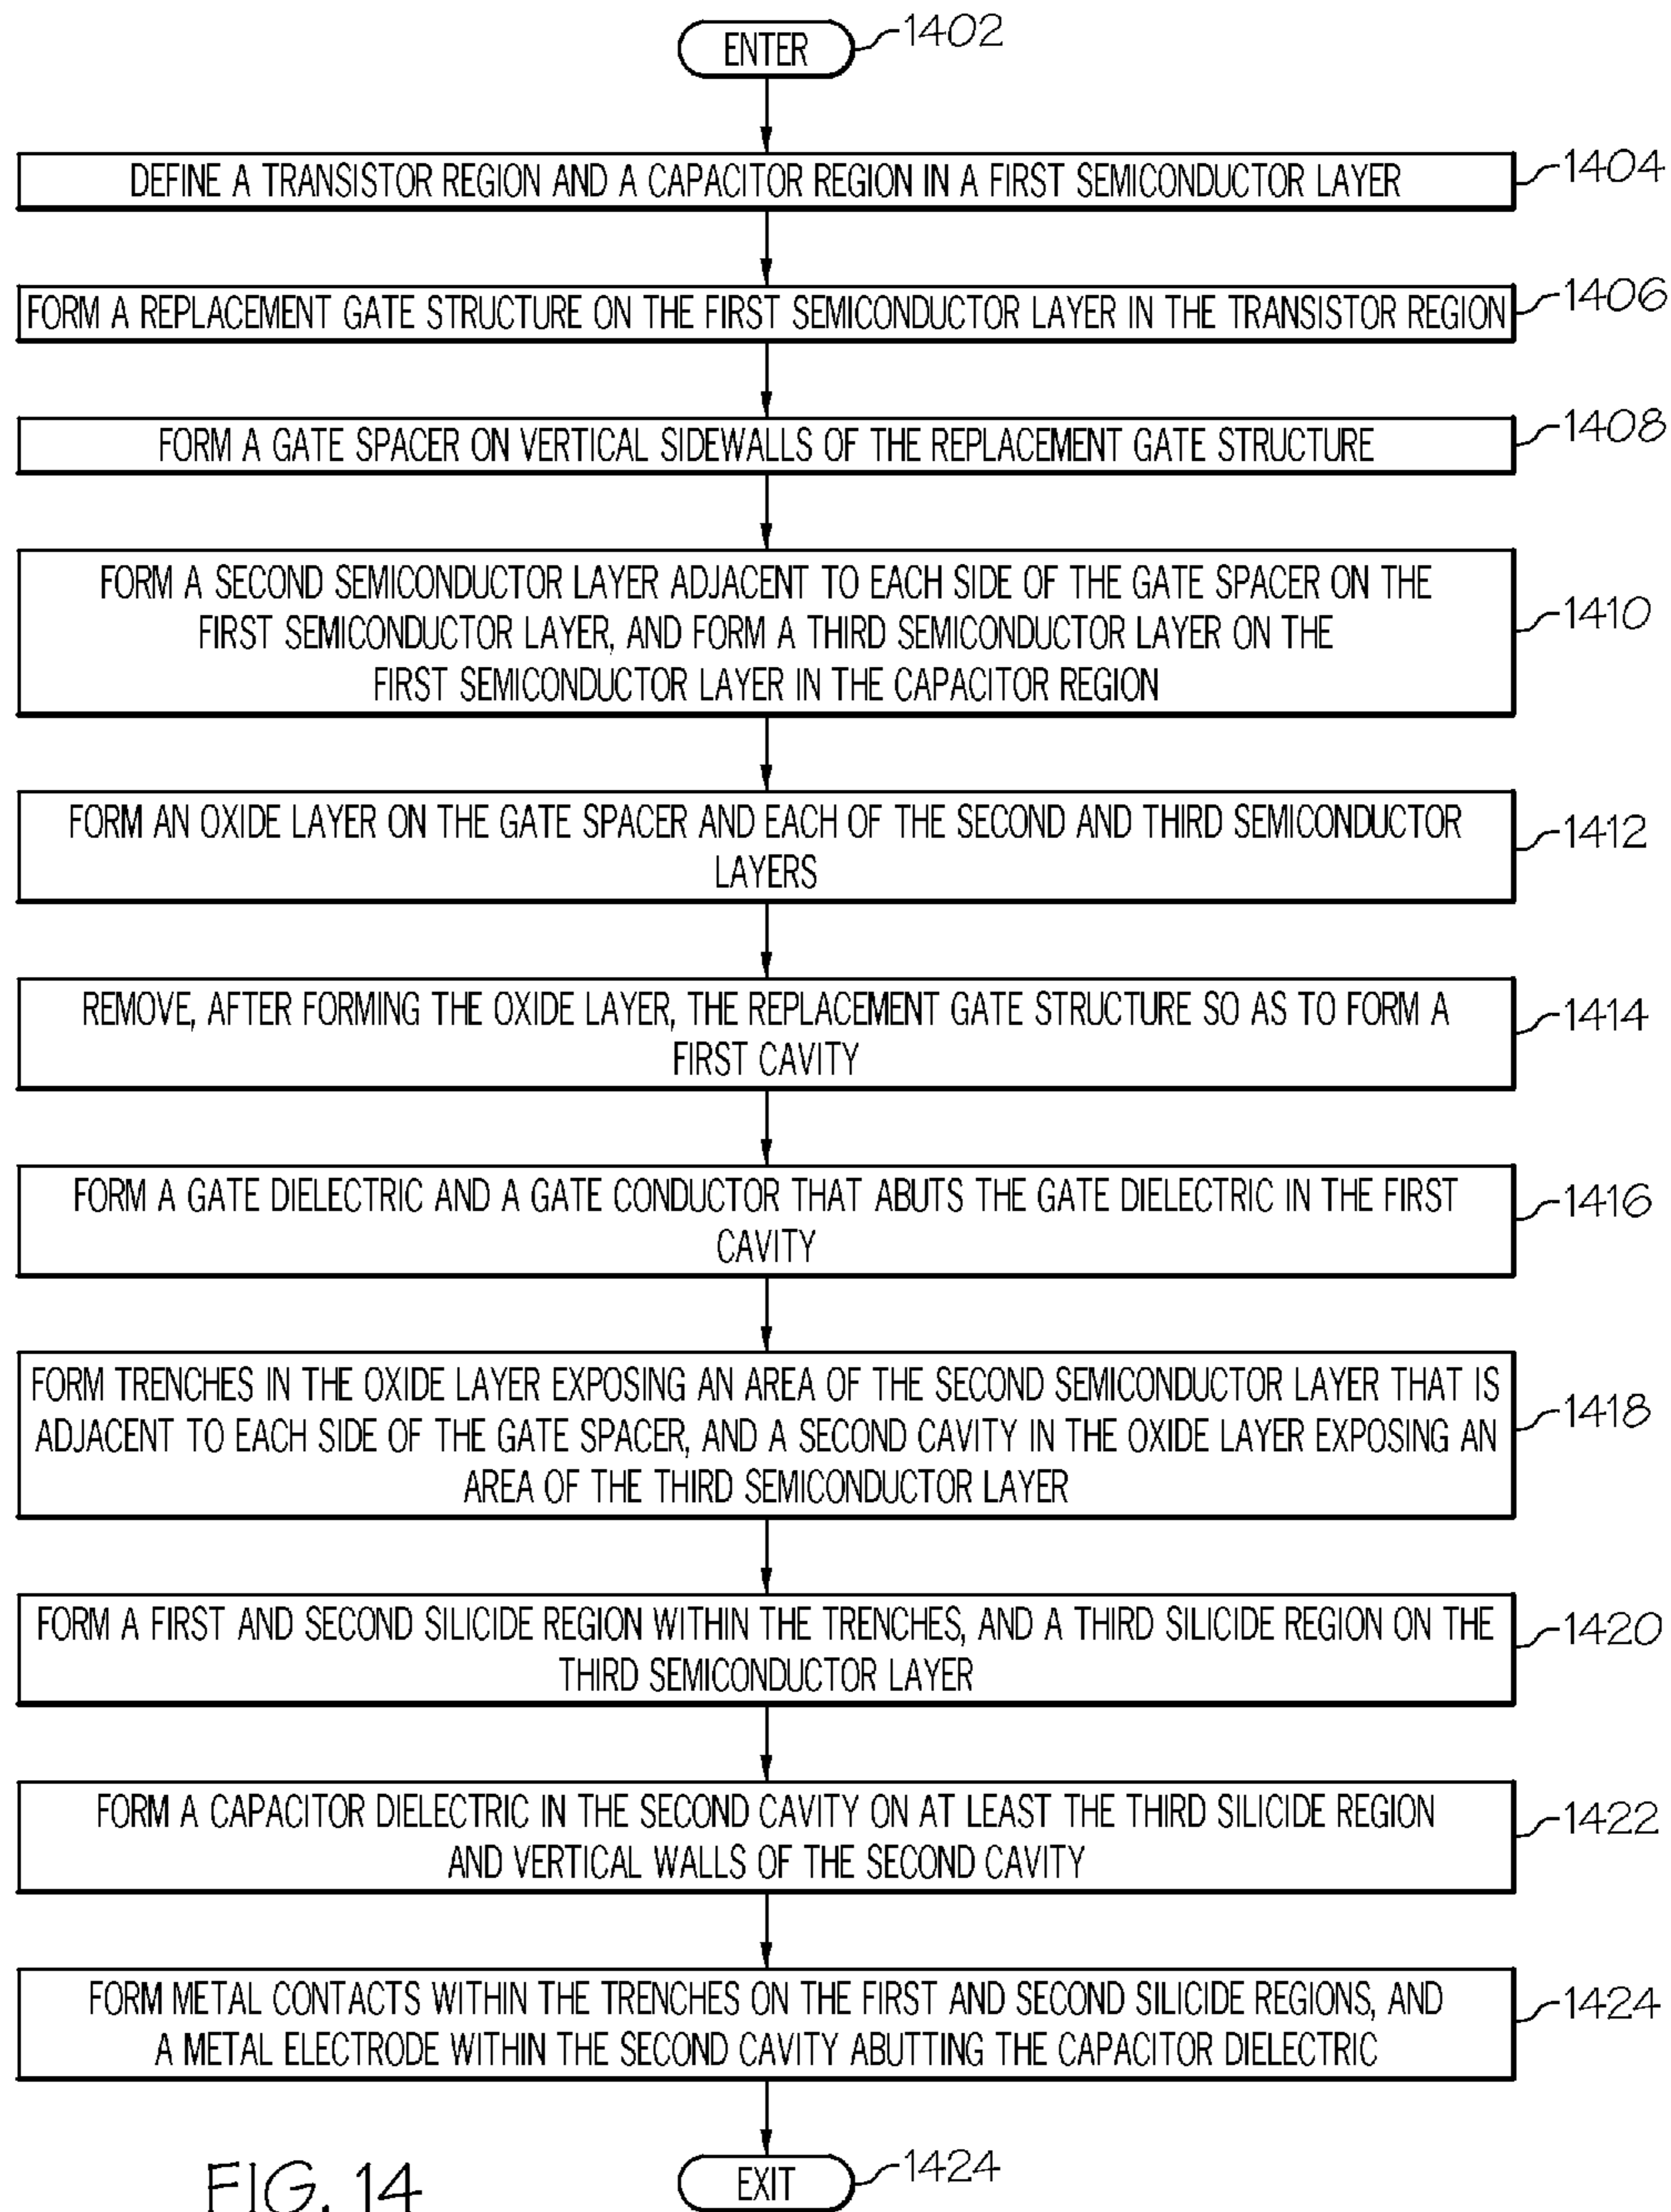 ENTER 1402
DEFINE A TRANSISTOR REGION AND A CAPACITOR REGION IN A FIRST SEMICONDUCTOR LAYER 1404
FORM A REPLACEMENT GATE STRUCTURE ON THE FIRST SEMICONDUCTOR LAYER IN THE TRANSISTOR REGION 1406
FORM A GATE SPACER ON VERTICAL SIDEWALLS OF THE REPLACEMENT GATE STRUCTURE 1408
FORM A SECOND SEMICONDUCTOR LAYER ADJACENT TO EACH SIDE OF THE GATE SPACER ON THE
FIRST SEMICONDUCTOR LAYER, AND FORM A THIRD SEMICONDUCTOR LAYER ON THE
FIRST SEMICONDUCTOR LAYER IN THE CAPACITOR REGION
1410
FORM AN OXIDE LAYER ON THE GATE SPACER AND EACH OF THE SECOND AND THIRD SEMICONDUCTOR
LAYERS
1412
REMOVE, AFTER FORMING THE OXIDE LAYER, THE REPLACEMENT GATE STRUCTURE SO AS TO FORM A
FIRST CAVITY
1414
FORM A GATE DIELECTRIC AND A GATE CONDUCTOR THAT ABUTS THE GATE DIELECTRIC IN THE FIRST
CAVITY
1416
FORM TRENCHES IN THE OXIDE LAYER EXPOSING AN AREA OF THE SECOND SEMICONDUCTOR LAYER THAT IS
ADJACENT TO EACH SIDE OF THE GATE SPACER, AND A SECOND CAVITY IN THE OXIDE LAYER EXPOSING AN
AREA OF THE THIRD SEMICONDUCTOR LAYER
1418
FORM A FIRST AND SECOND SILICIDE REGION WITHIN THE TRENCHES, AND A THIRD SILICIDE REGION ON THE
THIRD SEMICONDUCTOR LAYER
1420
FORM A CAPACITOR DIELECTRIC IN THE SECOND CAVITY ON AT LEAST THE THIRD SILICIDE REGION
AND VERTICAL WALLS OF THE SECOND CAVITY
1422
FORM METAL CONTACTS WITHIN THE TRENCHES ON THE FIRST AND SECOND SILICIDE REGIONS, AND
A METAL ELECTRODE WITHIN THE SECOND CAVITY ABUTTING THE CAPACITOR DIELECTRIC
1424
EXIT 1424
FIG. 14